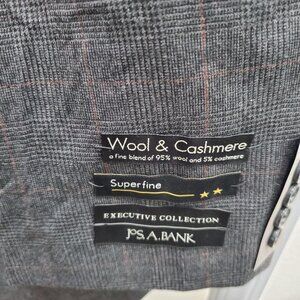 Wool & Cashmere
a fine blend of 95% wool and 5% cashmere
Superfine
EXECUTIVE COLLECTION
JoS. A. BANK